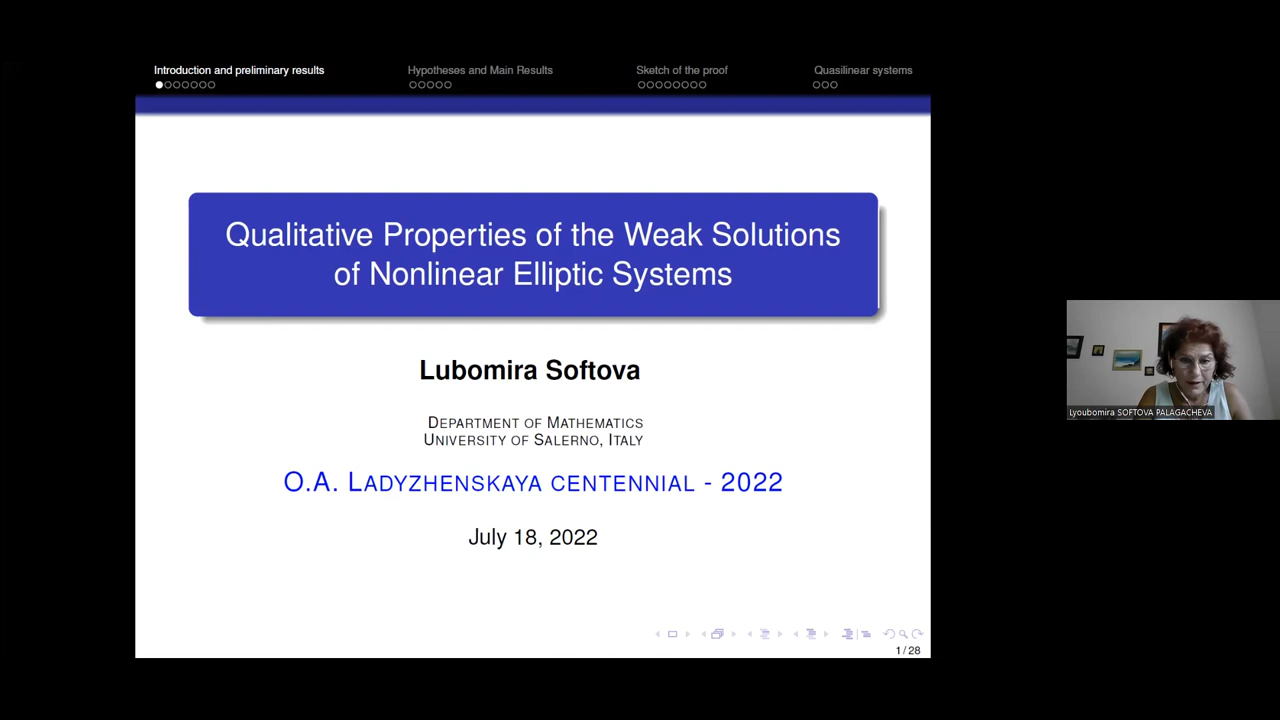 Introduction and preliminary results
Hypotheses and Main Results
Sketch of the proof
Quasilinear systems
Qualitative Properties of the Weak Solutions
of Nonlinear Elliptic Systems
Lubomira Softova
DEPARTMENT OF MATHEMATICS
UNIVERSITY OF SALERNO, ITALY
O.A. LADYZHENSKAYA CENTENNIAL - 2022
July 18, 2022
1 / 28
Lyoubomira SOFTOVA PALAGACHEVA